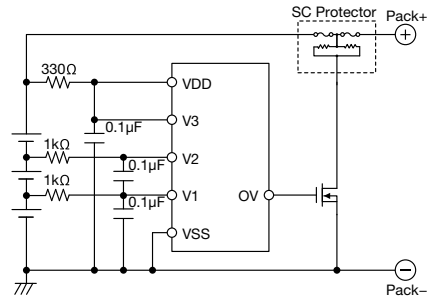 SC Protector
Pack+
330Ω
VDD
V3
0.1μF
1kΩ
V2
0.1μF
1kΩ
V1
OV
0.1μF
VSS
Pack−